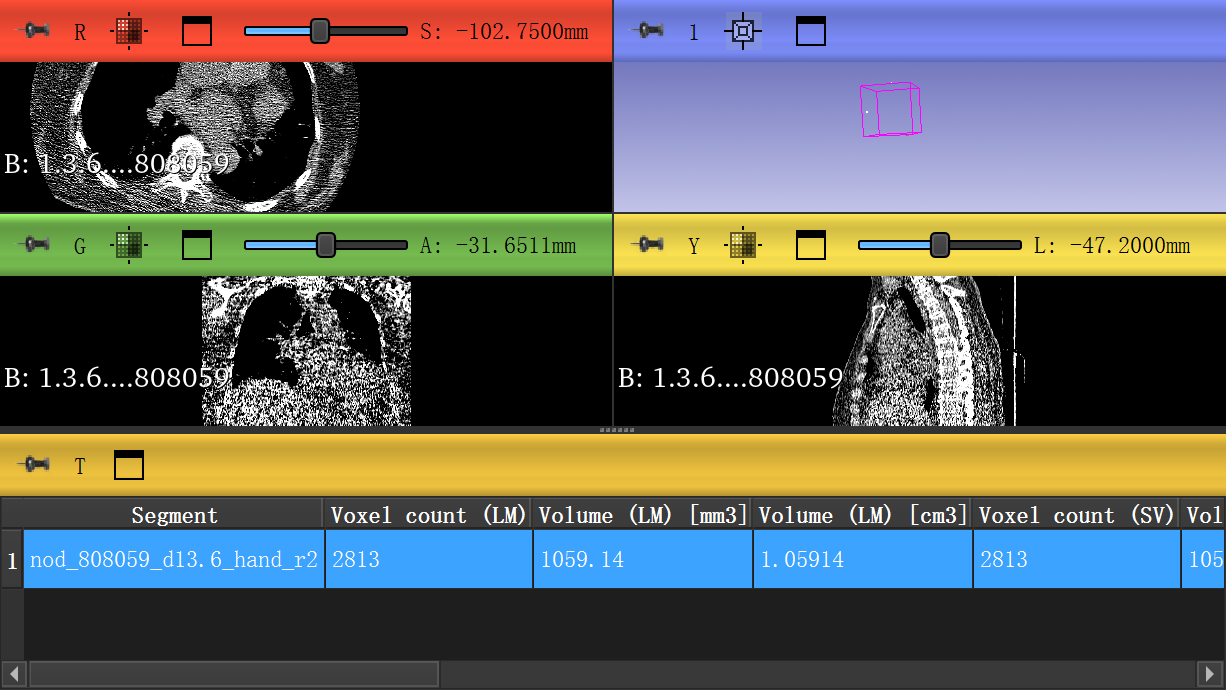 R S: -102.7500mm
1
B: 1.3.6....808059
G A: -31.6511mm
Y L: -47.2000mm
B: 1.3.6....808059
B: 1.3.6....808059
T
Segment Voxel count (LM) Volume (LM) [mm3] Volume (LM) [cm3] Voxel count (SV) Vol
1 nod_808059_d13.6_hand_r2 2813 1059.14 1.05914 2813 105